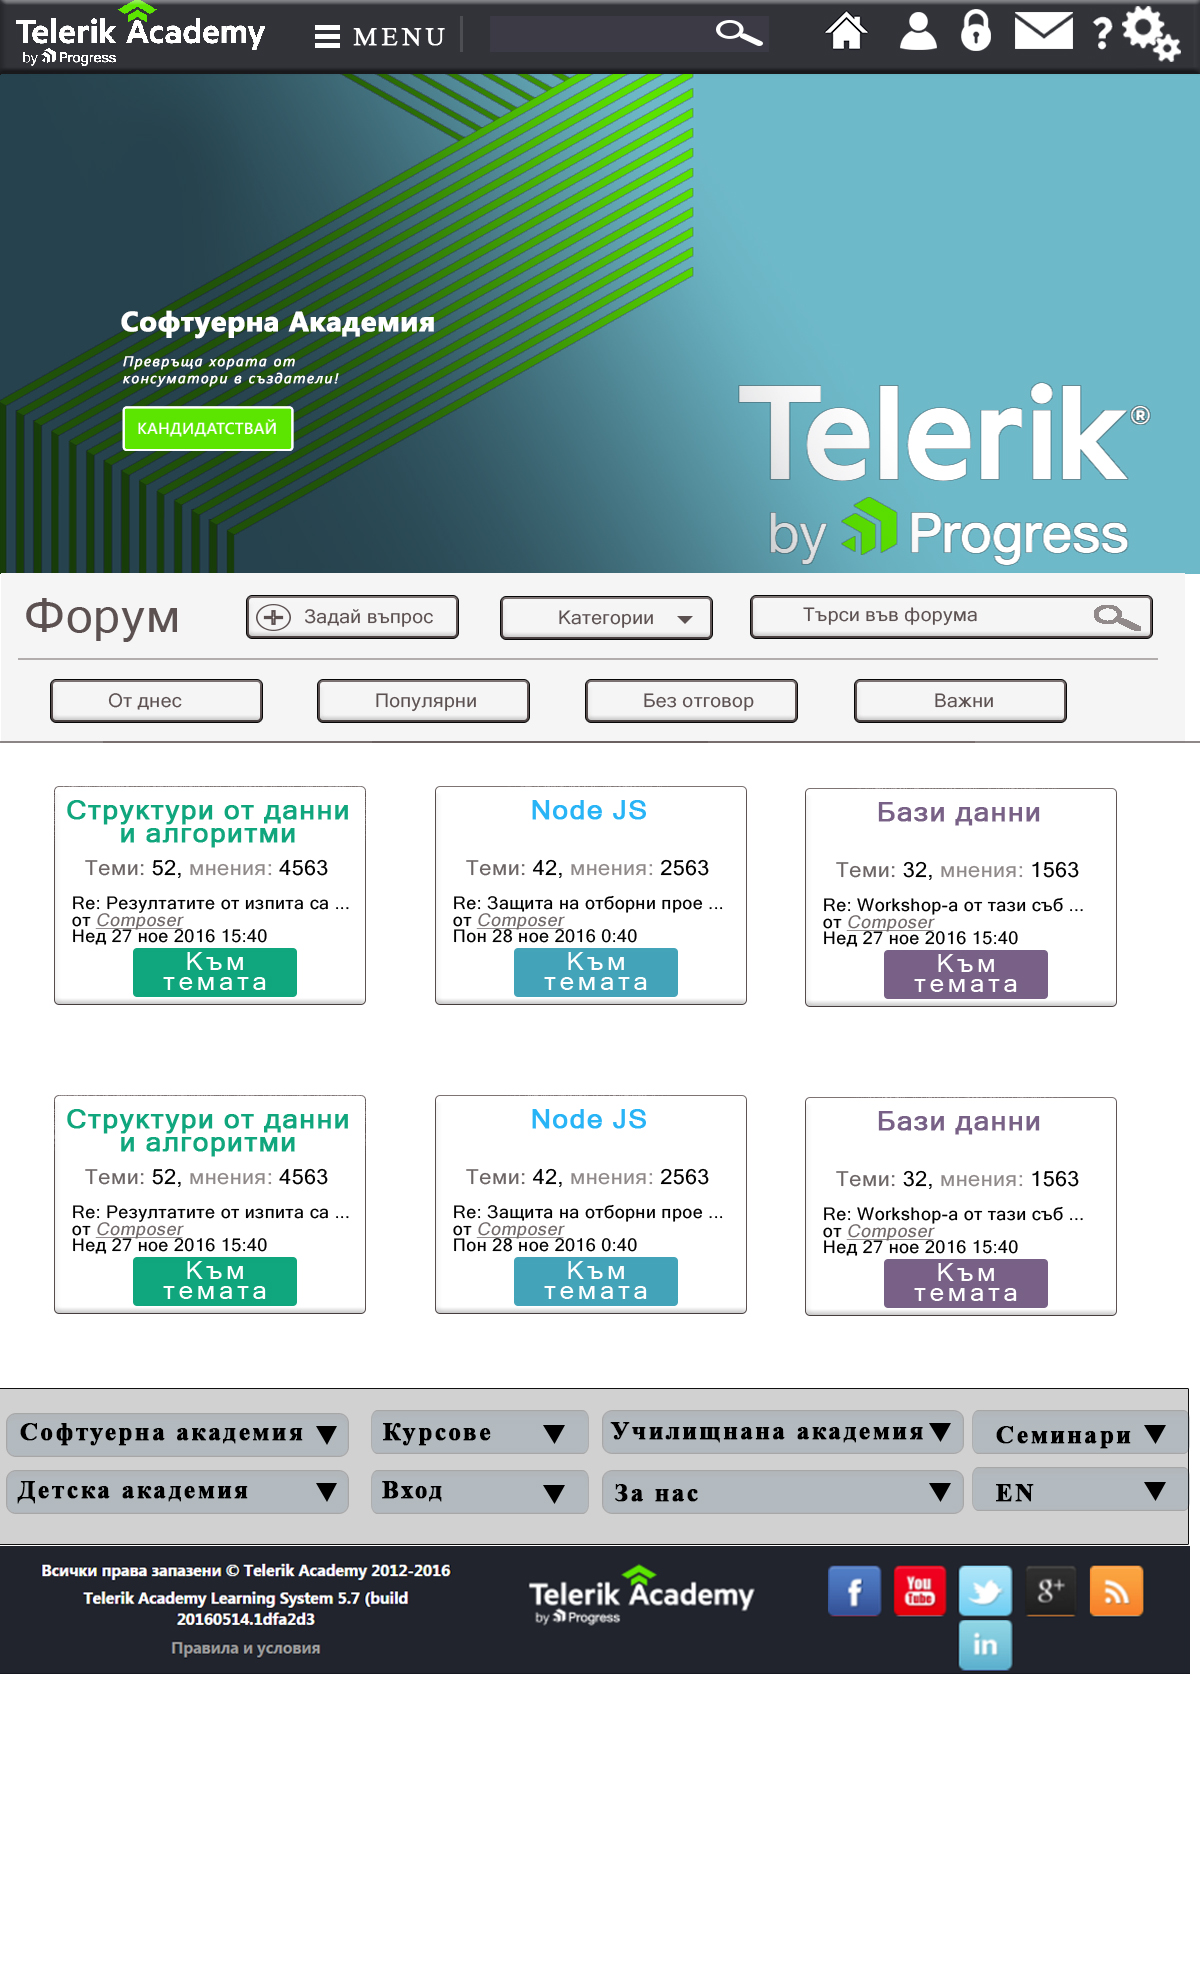 Telerik Academy
by Progress
MENU
?
Софтуерна Академия
Превръща хората от
консуматори в създатели!
КАНДИДАТСТВАЙ
Telerik®
by Progress
Форум
Задай въпрос
Категории
Търси във форума
От днес
Популярни
Без отговор
Важни
Структури от данни
и алгоритми
Теми: 52, мнения: 4563
Re: Резултатите от изпита са ...
от Composer
Нед 27 ное 2016 15:40
Към
темата
Node JS
Теми: 42, мнения: 2563
Re: Защита на отборни прое ...
от Composer
Пон 28 ное 2016 0:40
Към
темата
Бази данни
Теми: 32, мнения: 1563
Re: Workshop-а от тази съб ...
от Composer
Нед 27 ное 2016 15:40
Към
темата
Структури от данни
и алгоритми
Теми: 52, мнения: 4563
Re: Резултатите от изпита са ...
от Composer
Нед 27 ное 2016 15:40
Към
темата
Node JS
Теми: 42, мнения: 2563
Re: Защита на отборни прое ...
от Composer
Пон 28 ное 2016 0:40
Към
темата
Бази данни
Теми: 32, мнения: 1563
Re: Workshop-а от тази съб ...
от Composer
Нед 27 ное 2016 15:40
Към
темата
Софтуерна академия
Курсове
Училищнана академия
Семинари
Детска академия
Вход
За нас
EN
Всички права запазени © Telerik Academy 2012-2016
Telerik Academy Learning System 5.7 (build
20160514.1dfa2d3
Правила и условия
Telerik Academy
by Progress
f
You
Tube
g+
in